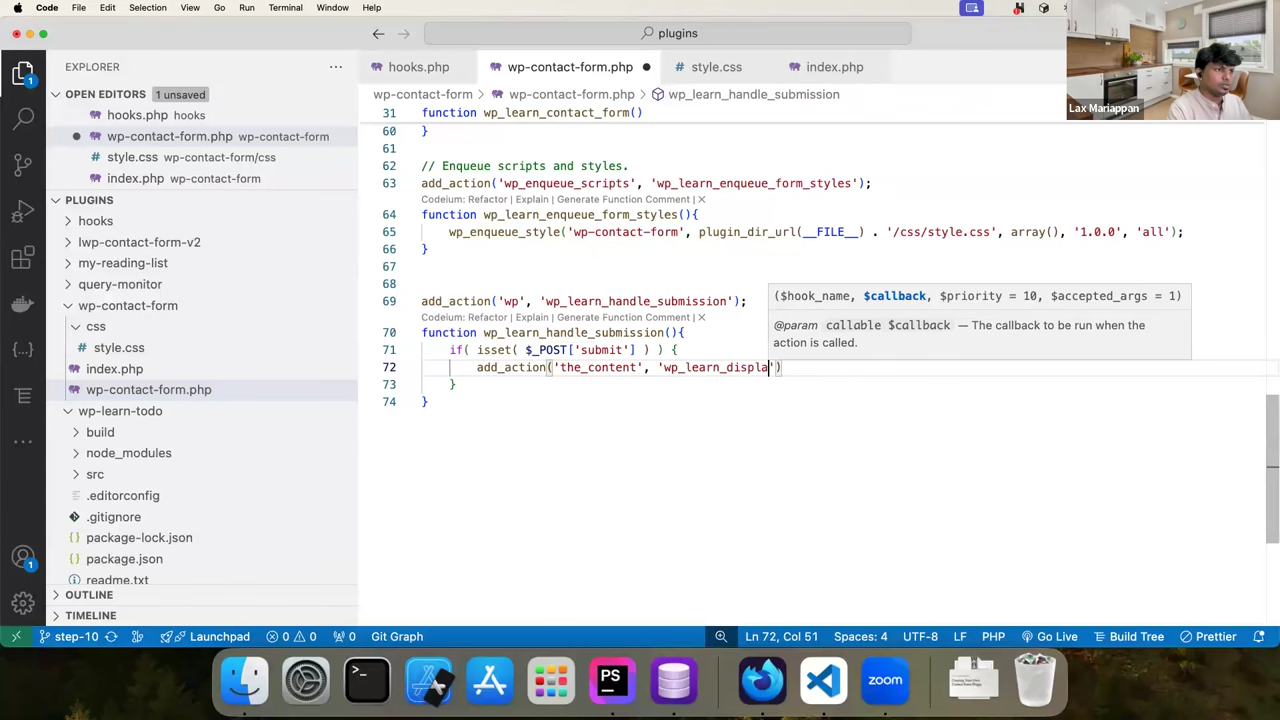 Code File Edit Selection View Go Run Terminal Window Help
plugins
Lax Mariappan
EXPLORER
hooks.php
wp-contact-form.php
style.css
index.php
OPEN EDITORS 1 unsaved
wp-contact-form > wp-contact-form.php > wp_learn_handle_submission
hooks.php hooks
wp-contact-form.php wp-contact-form
style.css wp-contact-form/css
index.php wp-contact-form
PLUGINS
hooks
lwp-contact-form-v2
my-reading-list
query-monitor
wp-contact-form
css
style.css
index.php
wp-contact-form.php
wp-learn-todo
build
node_modules
src
.editorconfig
.gitignore
package-lock.json
package.json
readme.txt
OUTLINE
TIMELINE
31 function wp_learn_contact_form()
60 }
61
62 // Enqueue scripts and styles.
63 add_action('wp_enqueue_scripts', 'wp_learn_enqueue_form_styles');
Codeium: Refactor | Explain | Generate Function Comment | X
64 function wp_learn_enqueue_form_styles(){
65 wp_enqueue_style('wp-contact-form', plugin_dir_url(__FILE__) . '/css/style.css', array(), '1.0.0', 'all');
66 }
67
68
69 add_action('wp', 'wp_learn_handle_submission');
Codeium: Refactor | Explain | Generate Function Comment | X
70 function wp_learn_handle_submission(){
71 if( isset( $_POST['submit'] ) ) {
72 add_action('the_content', 'wp_learn_displa')
73 }
74 }
($hook_name, $callback, $priority = 10, $accepted_args = 1)
@param callable $callback — The callback to be run when the
action is called.
1
1
step-10 Launchpad 0 0 0 Git Graph Ln 72, Col 51 Spaces: 4 UTF-8 LF PHP Go Live Build Tree Prettier
>_
PS
zoom